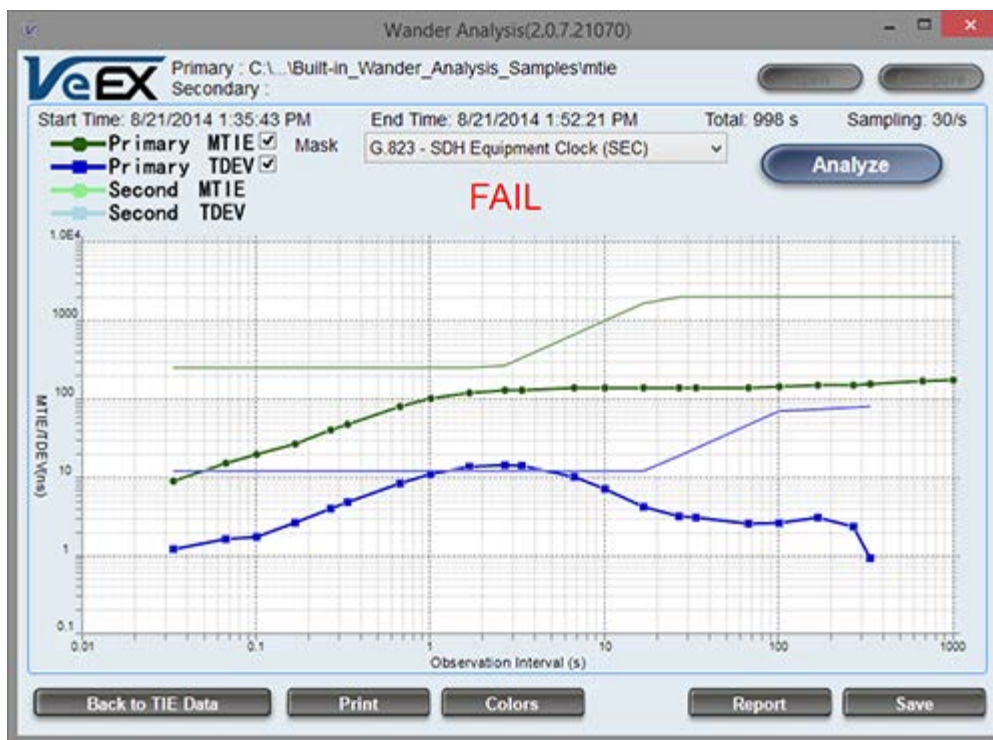 Wander Analysis(2.0.7.21070)
VeEX
Primary : C:\...\Built-in_Wander_Analysis_Samples\mtie
Secondary :
Start Time: 8/21/2014 1:35:43 PM End Time: 8/21/2014 1:52:21 PM Total: 998 s Sampling: 30/s
Primary MTIE Mask G.823 - SDH Equipment Clock (SEC)
Primary TDEV Analyze
Second MTIE
Second TDEV
FAIL
1.0E4
1000
100
10
1
0.1
MTIE/TDEV(ns)
0.01 0.1 1 10 100 1000
Observation Interval (s)
Back to TIE Data Print Colors Report Save